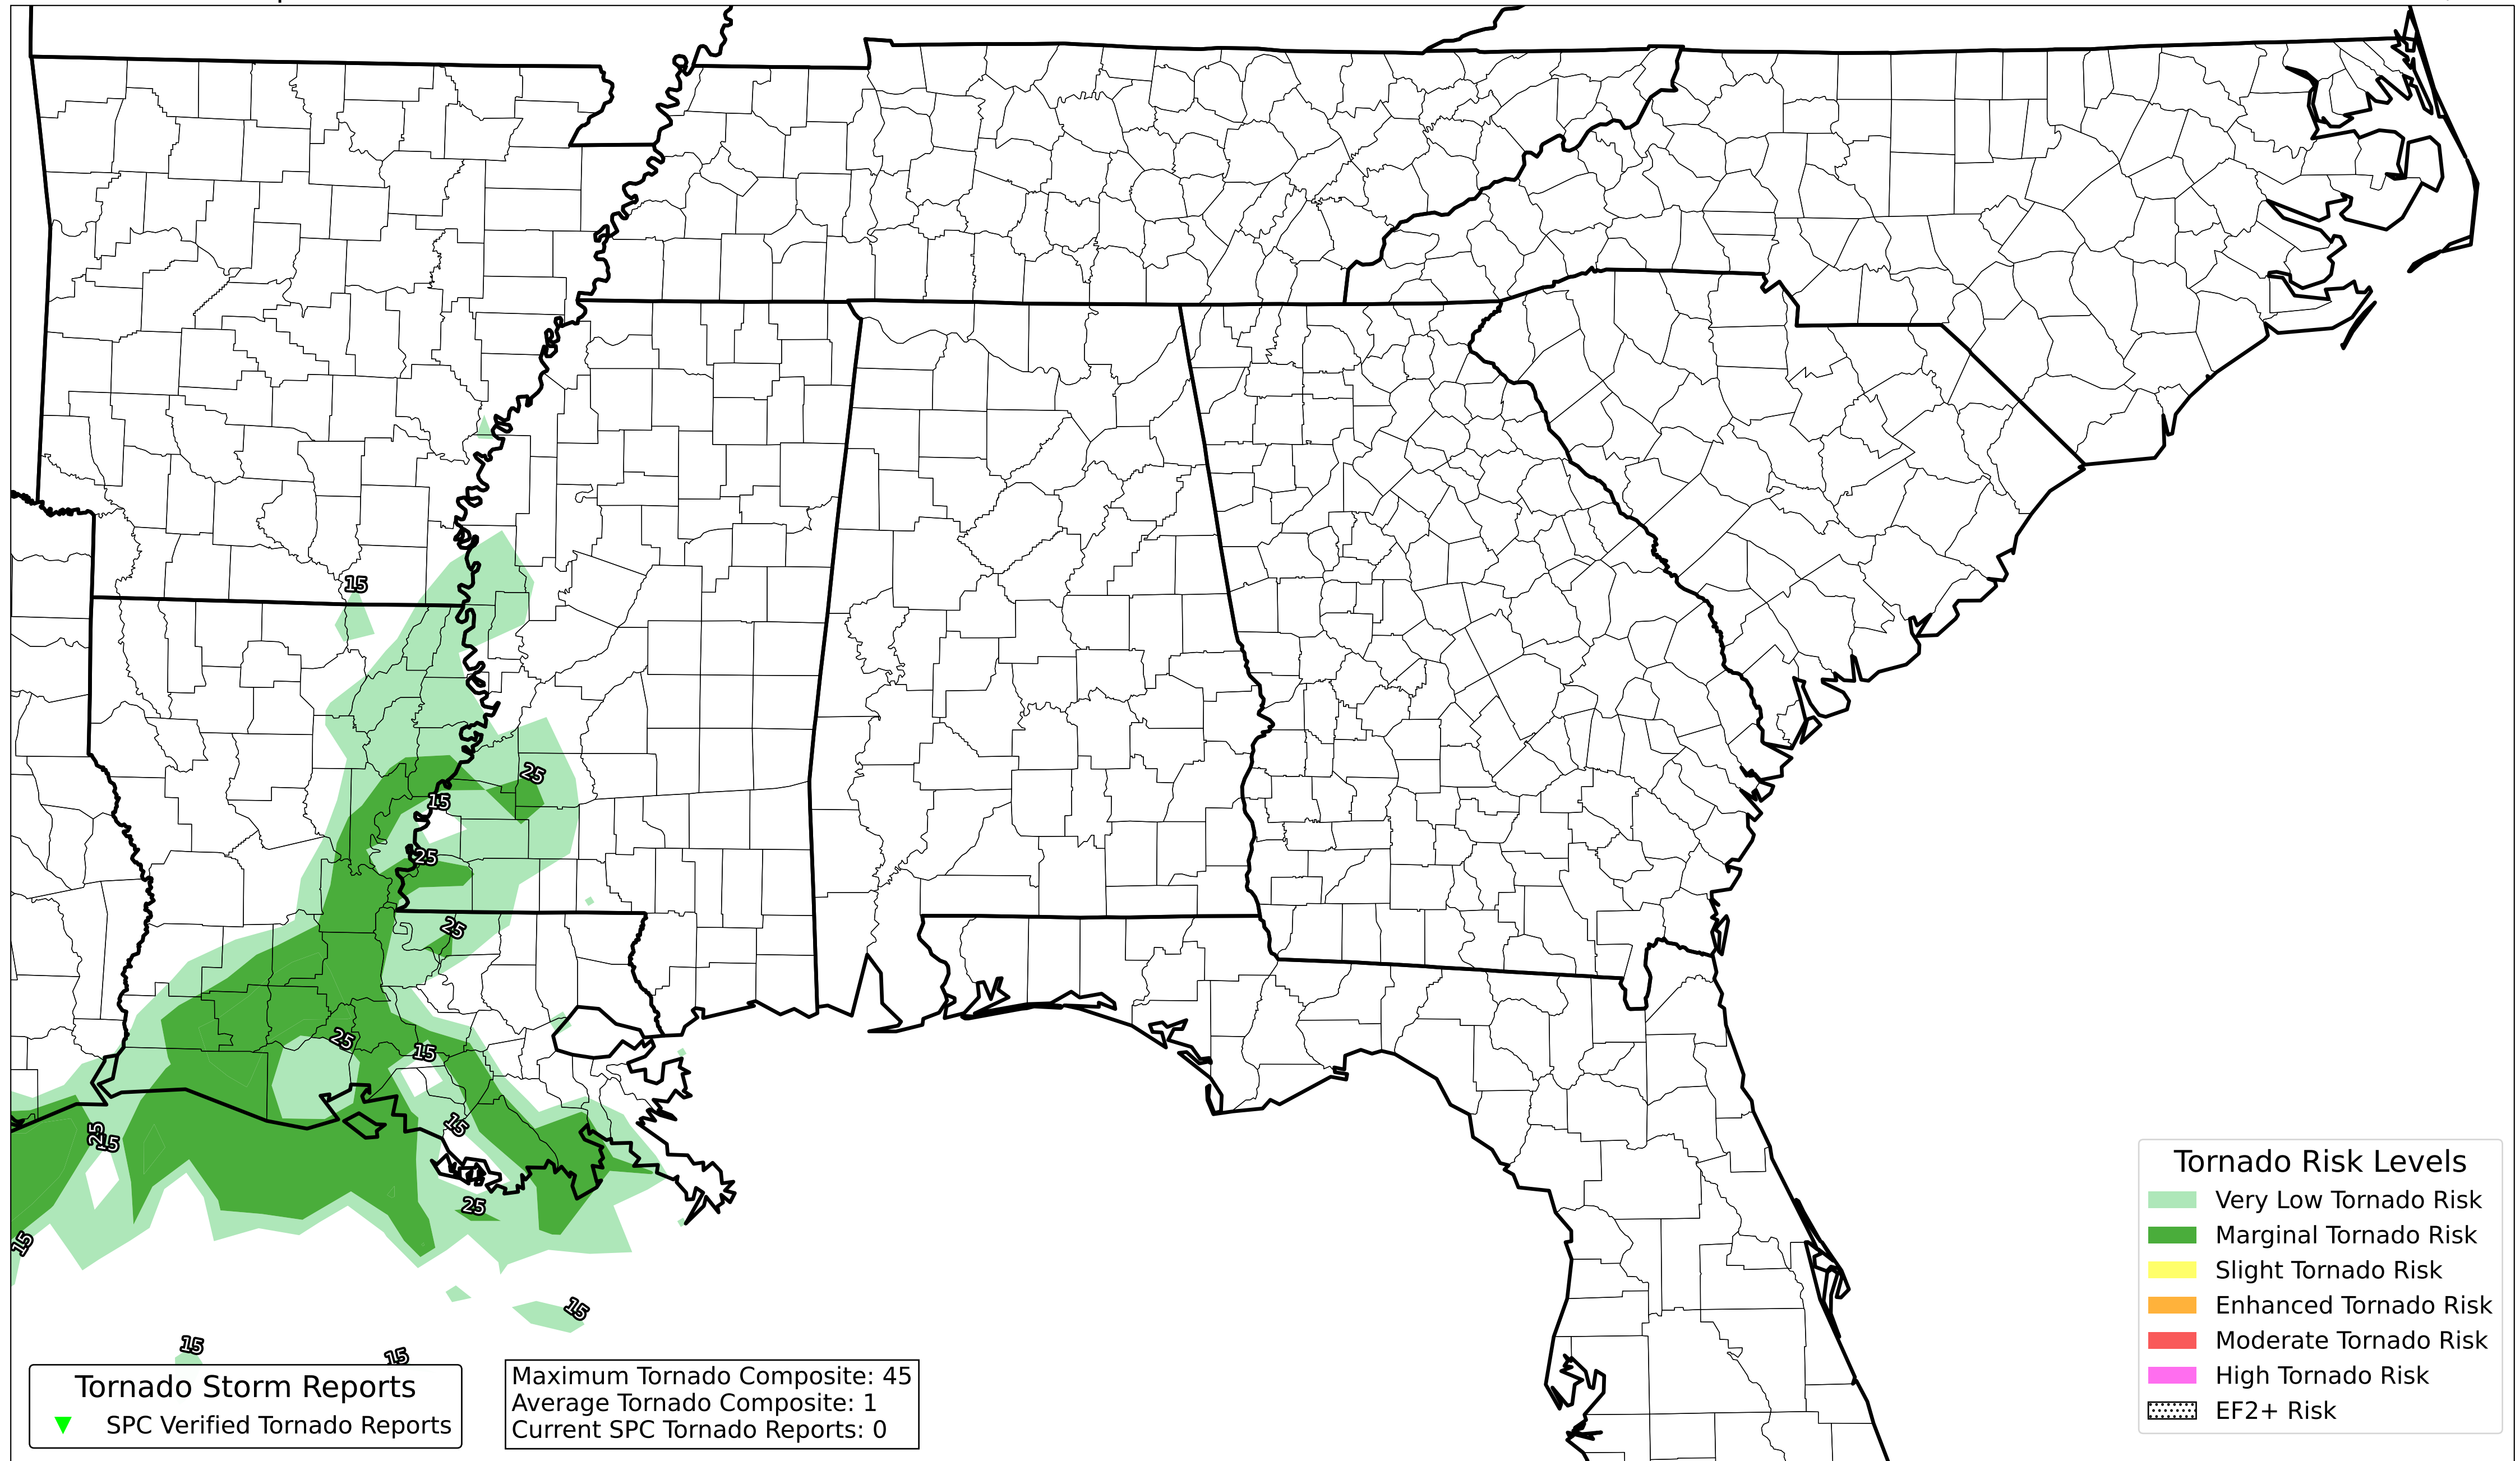 15
25
15
25
25
25
15
15
25
15
25
15
15
15
15
Tornado Storm Reports
SPC Verified Tornado Reports
Maximum Tornado Composite: 45
Average Tornado Composite: 1
Current SPC Tornado Reports: 0
Tornado Risk Levels
Very Low Tornado Risk
Marginal Tornado Risk
Slight Tornado Risk
Enhanced Tornado Risk
Moderate Tornado Risk
High Tornado Risk
EF2+ Risk